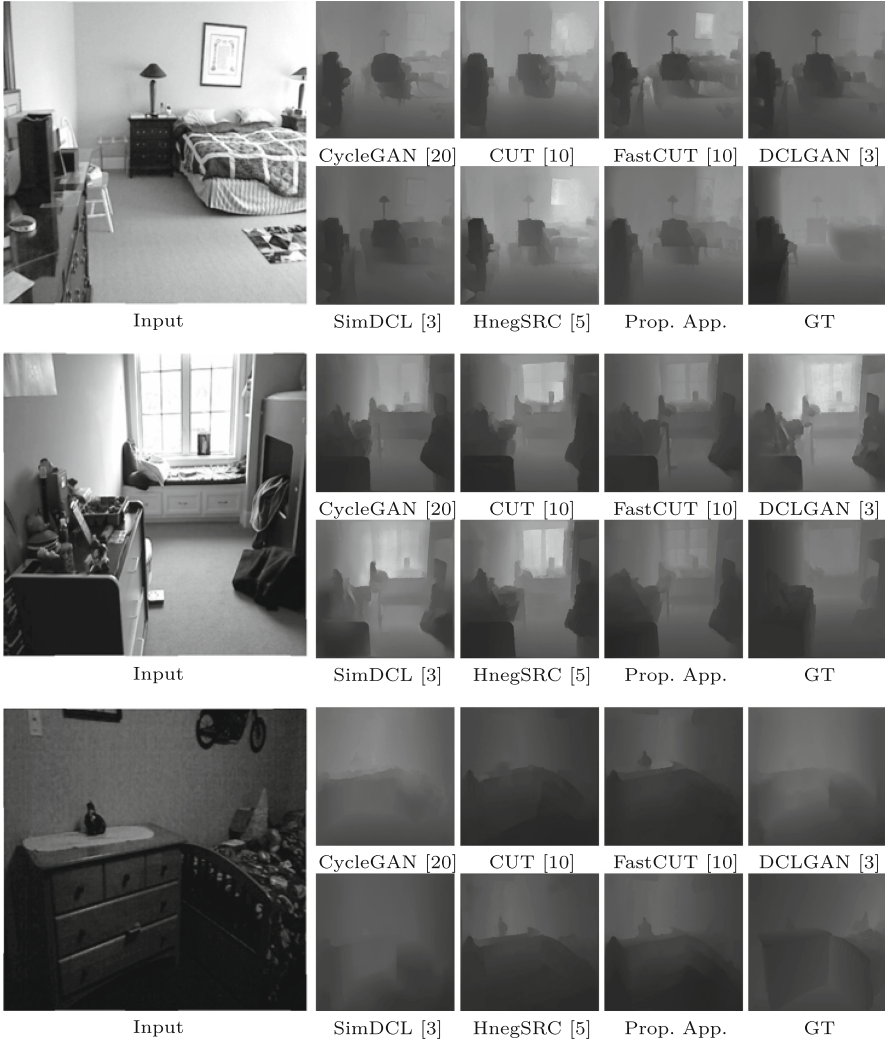 CycleGAN [20] CUT [10] FastCUT [10] DCLGAN [3]
Input SimDCL [3] HnegSRC [5] Prop. App. GT
CycleGAN [20] CUT [10] FastCUT [10] DCLGAN [3]
Input SimDCL [3] HnegSRC [5] Prop. App. GT
CycleGAN [20] CUT [10] FastCUT [10] DCLGAN [3]
Input SimDCL [3] HnegSRC [5] Prop. App. GT